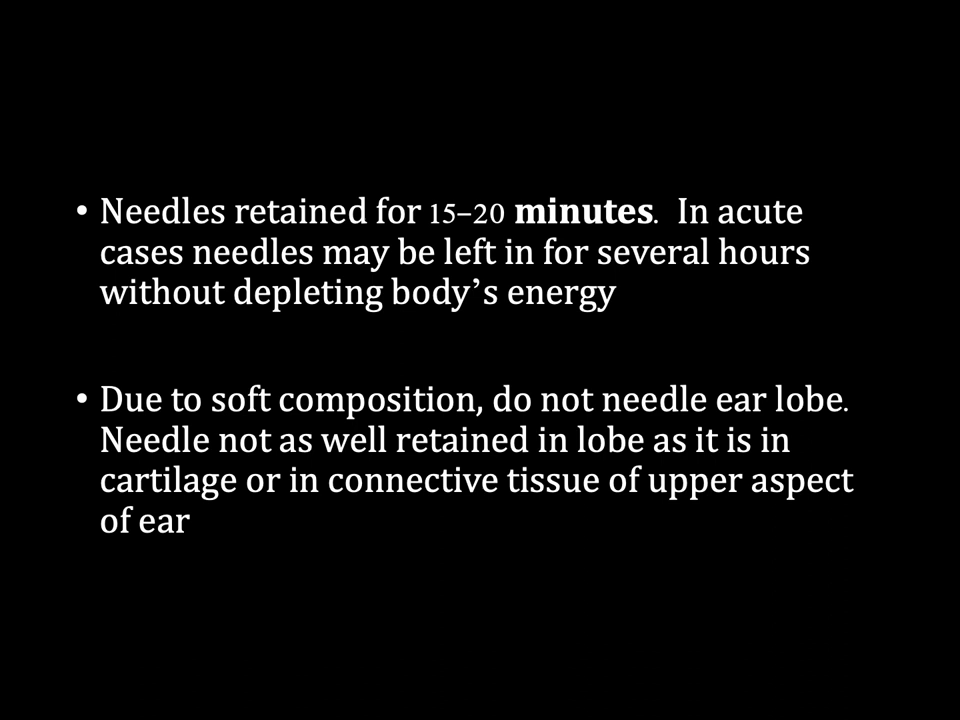 • Needles retained for 15–20 minutes.  In acute
cases needles may be left in for several hours
without depleting body’s energy
• Due to soft composition, do not needle ear lobe.
Needle not as well retained in lobe as it is in
cartilage or in connective tissue of upper aspect
of ear